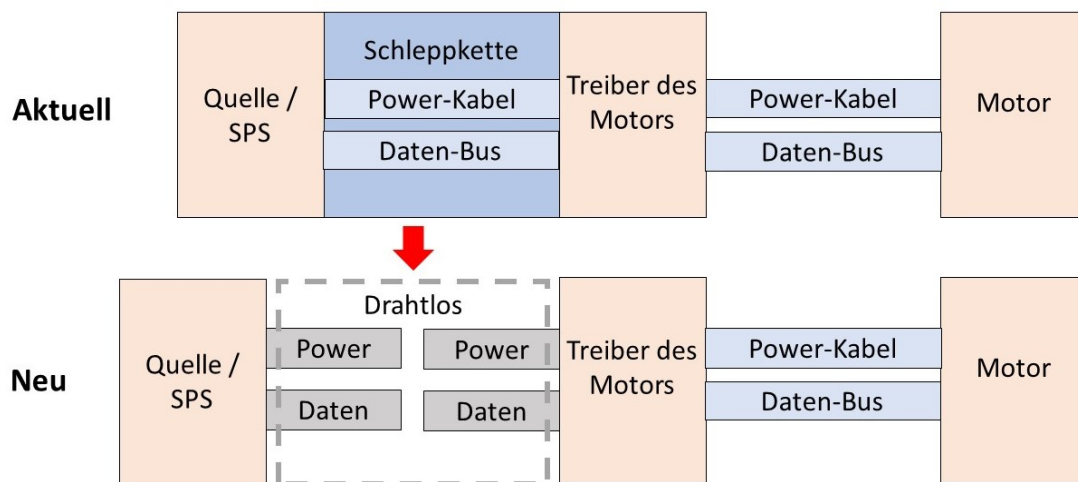 Aktuell
Quelle /
SPS
Schleppkette
Power-Kabel
Daten-Bus
Treiber des
Motors
Power-Kabel
Daten-Bus
Motor
Neu
Quelle /
SPS
Drahtlos
Power
Power
Daten
Daten
Treiber des
Motors
Power-Kabel
Daten-Bus
Motor